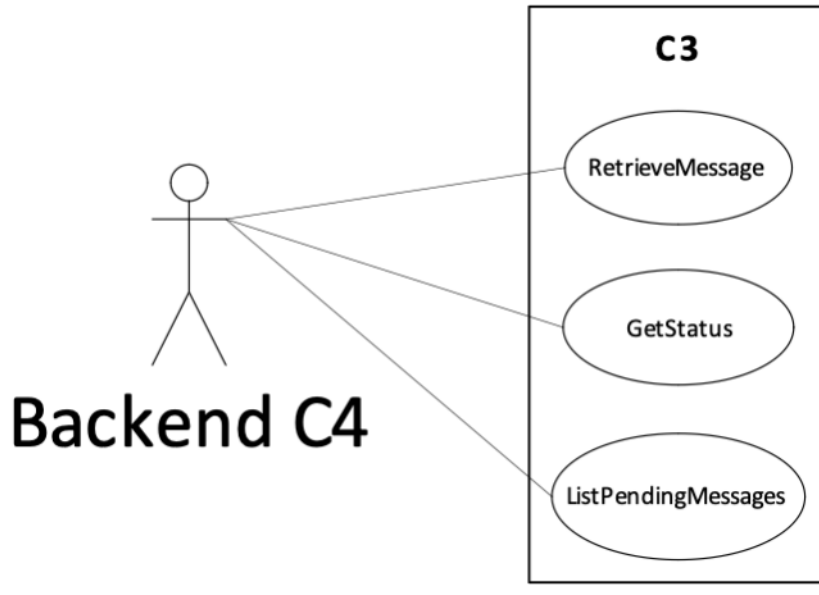 C3
RetrieveMessage
GetStatus
Backend C4
ListPendingMessages